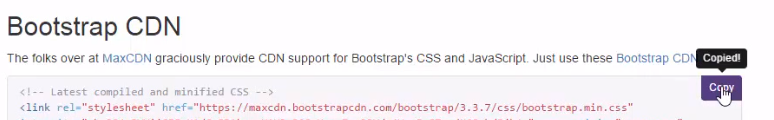 Bootstrap CDN
The folks over at MaxCDN graciously provide CDN support for Bootstrap's CSS and JavaScript. Just use these Bootstrap CDN
Copied!
Copy
<!-- Latest compiled and minified CSS -->
<link rel="stylesheet" href="https://maxcdn.bootstrapcdn.com/bootstrap/3.3.7/css/bootstrap.min.css"